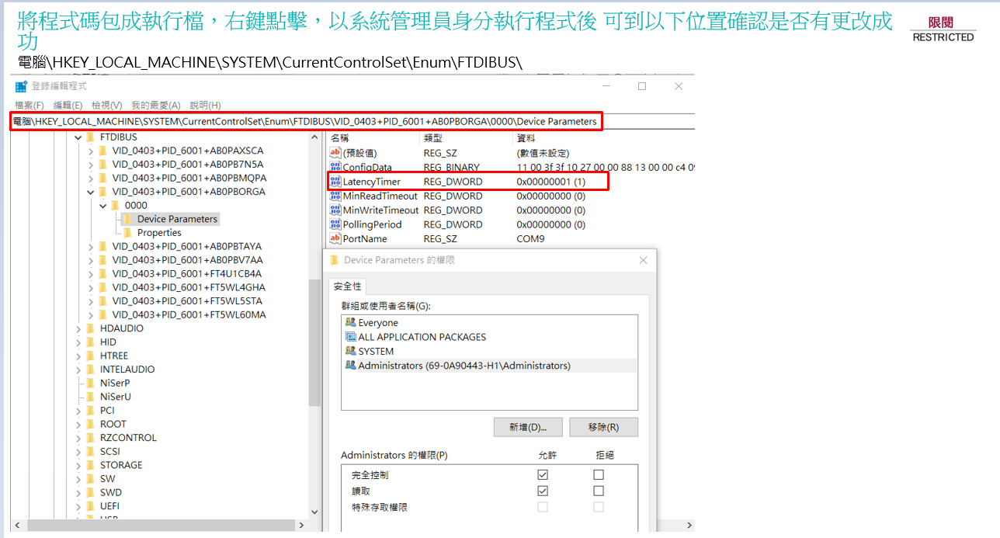 將程式碼包成執行檔，右鍵點擊，以系統管理員身分執行程式後 可到以下位置確認是否有更改成
功
限閱
RESTRICTED
電腦\HKEY_LOCAL_MACHINE\SYSTEM\CurrentControlSet\Enum\FTDIBUS\
登錄編輯程式
檔案(F) 編輯(E) 檢視(V) 我的最愛(A) 說明(H)
電腦\HKEY_LOCAL_MACHINE\SYSTEM\CurrentControlSet\Enum\FTDIBUS\VID_0403+PID_6001+AB0PBORGA\0000\Device Parameters
FTDIBUS
VID_0403+PID_6001+AB0PAXSCA
VID_0403+PID_6001+AB0PB7N5A
VID_0403+PID_6001+AB0PBMQPA
VID_0403+PID_6001+AB0PBORGA
0000
Device Parameters
Properties
VID_0403+PID_6001+AB0PBTAYA
VID_0403+PID_6001+AB0PBV7AA
VID_0403+PID_6001+FT4U1CB4A
VID_0403+PID_6001+FT5WL4GHA
VID_0403+PID_6001+FT5WL5STA
VID_0403+PID_6001+FT5WL60MA
HDAUDIO
HID
HTREE
INTELAUDIO
NiSerP
NiSerU
PCI
ROOT
RZCONTROL
SCSI
STORAGE
SW
SWD
UEFI
USB
名稱 類型 資料
(預設值) REG_SZ (數值未設定)
ConfigData REG_BINARY 11 00 3f 3f 10 27 00 00 88 13 00 00 c4 09
LatencyTimer REG_DWORD 0x00000001 (1)
MinReadTimeout REG_DWORD 0x00000000 (0)
MinWriteTimeout REG_DWORD 0x00000000 (0)
PollingPeriod REG_DWORD 0x00000000 (0)
PortName REG_SZ COM9
Device Parameters 的權限
安全性
群組或使用者名稱(G):
Everyone
ALL APPLICATION PACKAGES
SYSTEM
Administrators (69-0A90443-H1\Administrators)
新增(D)... 移除(R)
Administrators 的權限(P) 允許 拒絕
完全控制
讀取
特殊存取權限